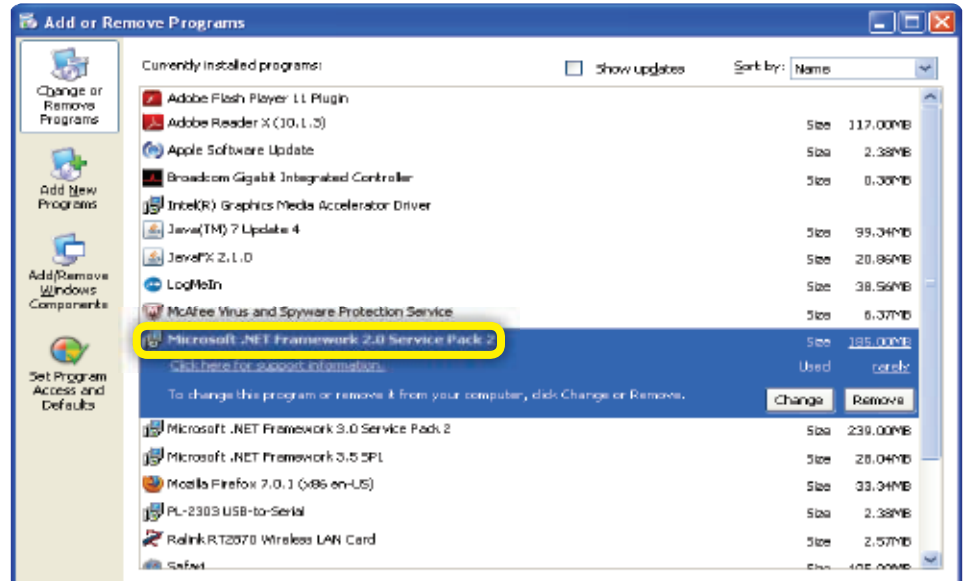 Add or Remove Programs
Change or
Remove
Programs
Add New
Programs
Add/Remove
Windows
Components
Set Program
Access and
Defaults
Currently installed programs:
Show updates
Sort by: Name
Adobe Flash Player 11 Plugin
Adobe Reader X (10.1.3) Size 117.00MB
Apple Software Update Size 2.38MB
Broadcom Gigabit Integrated Controller Size 0.38MB
Intel(R) Graphics Media Accelerator Driver
Java(TM) 7 Update 4 Size 99.34MB
JavaFX 2.1.0 Size 20.86MB
LogMeIn Size 38.56MB
McAfee Virus and Spyware Protection Service Size 6.37MB
Microsoft .NET Framework 2.0 Service Pack 2 Size 185.00MB
Click here for support information. Used rarely
To change this program or remove it from your computer, click Change or Remove. Change Remove
Microsoft .NET Framework 3.0 Service Pack 2 Size 239.00MB
Microsoft .NET Framework 3.5 SP1 Size 28.04MB
Mozilla Firefox 7.0.1 (x86 en-US) Size 33.34MB
PL-2303 USB-to-Serial Size 2.38MB
Ralink RT2870 Wireless LAN Card Size 2.57MB
Safari Size 105.00MB